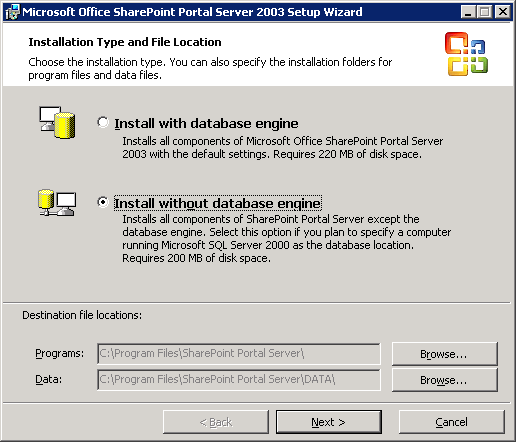 Microsoft Office SharePoint Portal Server 2003 Setup Wizard
Installation Type and File Location
Choose the installation type. You can also specify the installation folders for
program files and data files.
Install with database engine
Installs all components of Microsoft Office SharePoint Portal Server
2003 with the default settings. Requires 220 MB of disk space.
Install without database engine
Installs all components of SharePoint Portal Server except the
database engine. Select this option if you plan to specify a computer
running Microsoft SQL Server 2000 as the database location.
Requires 200 MB of disk space.
Destination file locations:
Programs: C:\Program Files\SharePoint Portal Server\ Browse...
Data: C:\Program Files\SharePoint Portal Server\DATA\ Browse...
< Back Next > Cancel